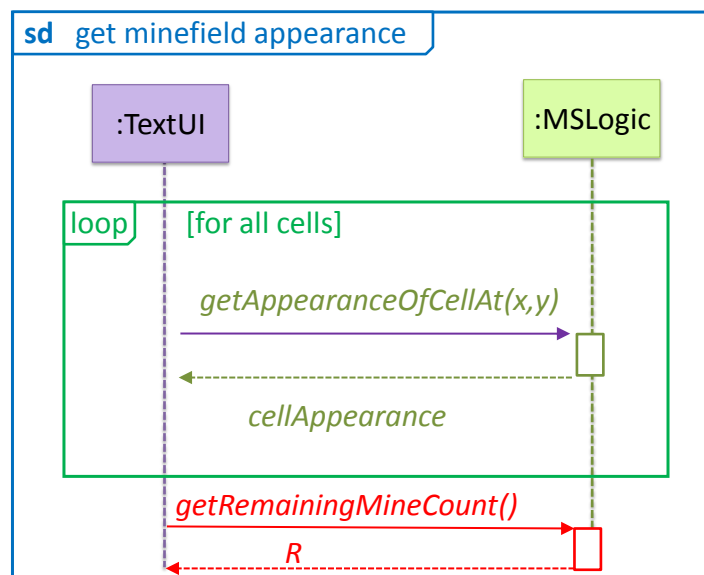 sd get minefield appearance
:TextUI
:MSLogic
loop [for all cells]
getAppearanceOfCellAt(x,y)
cellAppearance
getRemainingMineCount()
R